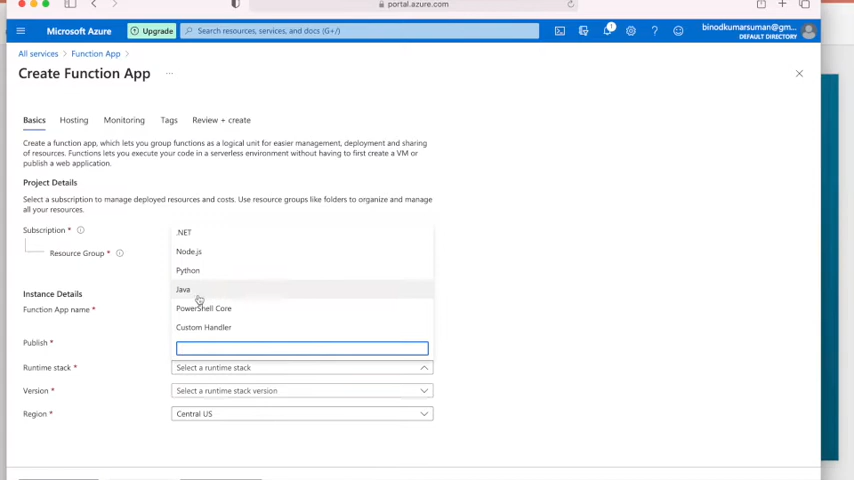 portal.azure.com
Microsoft Azure
Upgrade
Search resources, services, and docs (G+/)
1
binodkumarsuman@gm...
DEFAULT DIRECTORY
All services
Function App
Create Function App
...
Basics
Hosting
Monitoring
Tags
Review + create
Create a function app, which lets you group functions as a logical unit for easier management, deployment and sharing
of resources. Functions lets you execute your code in a serverless environment without having to first create a VM or
publish a web application.
Project Details
Select a subscription to manage deployed resources and costs. Use resource groups like folders to organize and manage
all your resources.
Subscription *
.NET
Node.js
Resource Group *
Python
Java
Instance Details
Function App name *
PowerShell Core
Custom Handler
Publish *
Runtime stack *
Select a runtime stack
Version *
Select a runtime stack version
Region *
Central US